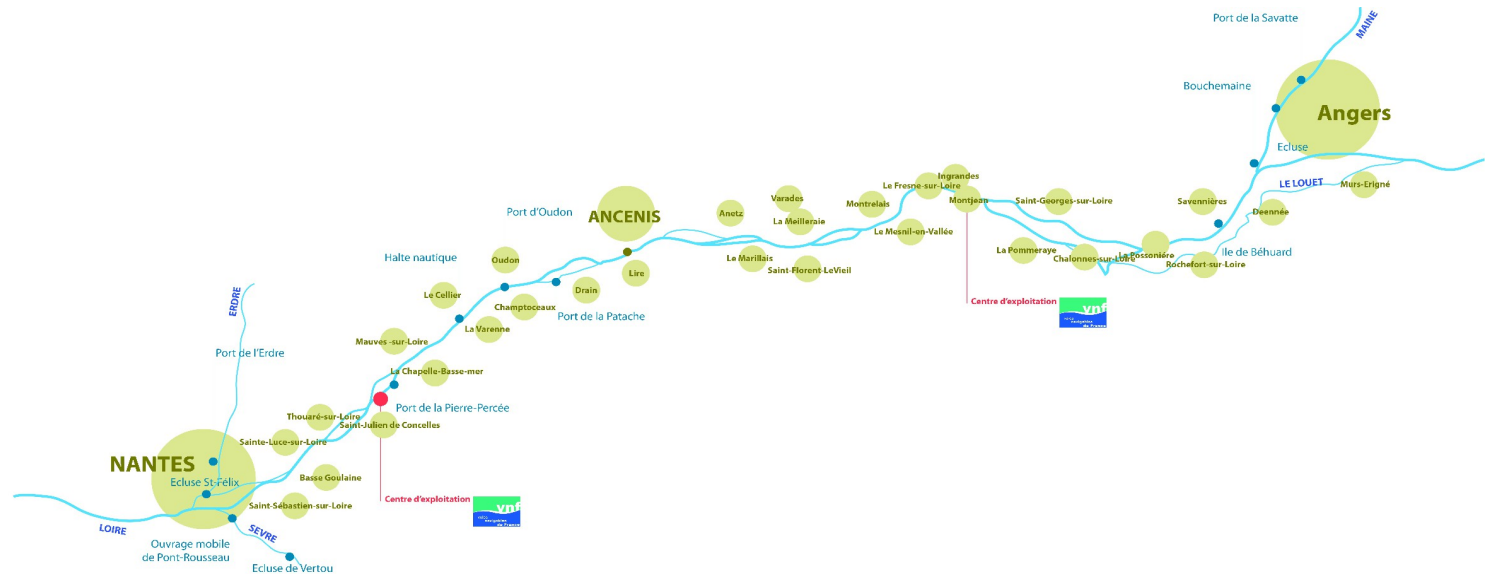 Port de la Savatte
MAINE
Bouchemaine
Angers
Ecluse
LE LOUET
Murs-Erigné
Savennières
Deennée
Ile de Béhuard
Rochefort-sur-Loire
La Possonière
Chalonnes-sur-Loire
Saint-Georges-sur-Loire
La Pommeraye
Ingrandes
Le Fresne-sur-Loire
Montjean
Montrelais
Le Mesnil-en-Vallée
Varades
La Meilleraie
Anetz
Le Marillais
Saint-Florent-LeVieil
Centre d'exploitation
vnf
de France
Port d'Oudon
ANCENIS
Halte nautique
Oudon
Lire
Drain
Le Cellier
Champtoceaux
Port de la Patache
La Varenne
Mauves -sur-Loire
La Chapelle-Basse-mer
Port de la Pierre-Percée
ERDRE
Port de l'Erdre
Thouaré-sur-Loire
Saint-Julien de Concelles
Sainte-Luce-sur-Loire
NANTES
Basse Goulaine
Ecluse St-Félix
Saint-Sébastien-sur-Loire
Centre d'exploitation
vnf
de France
LOIRE
SEVRE
Ouvrage mobile
de Pont-Rousseau
Ecluse de Vertou